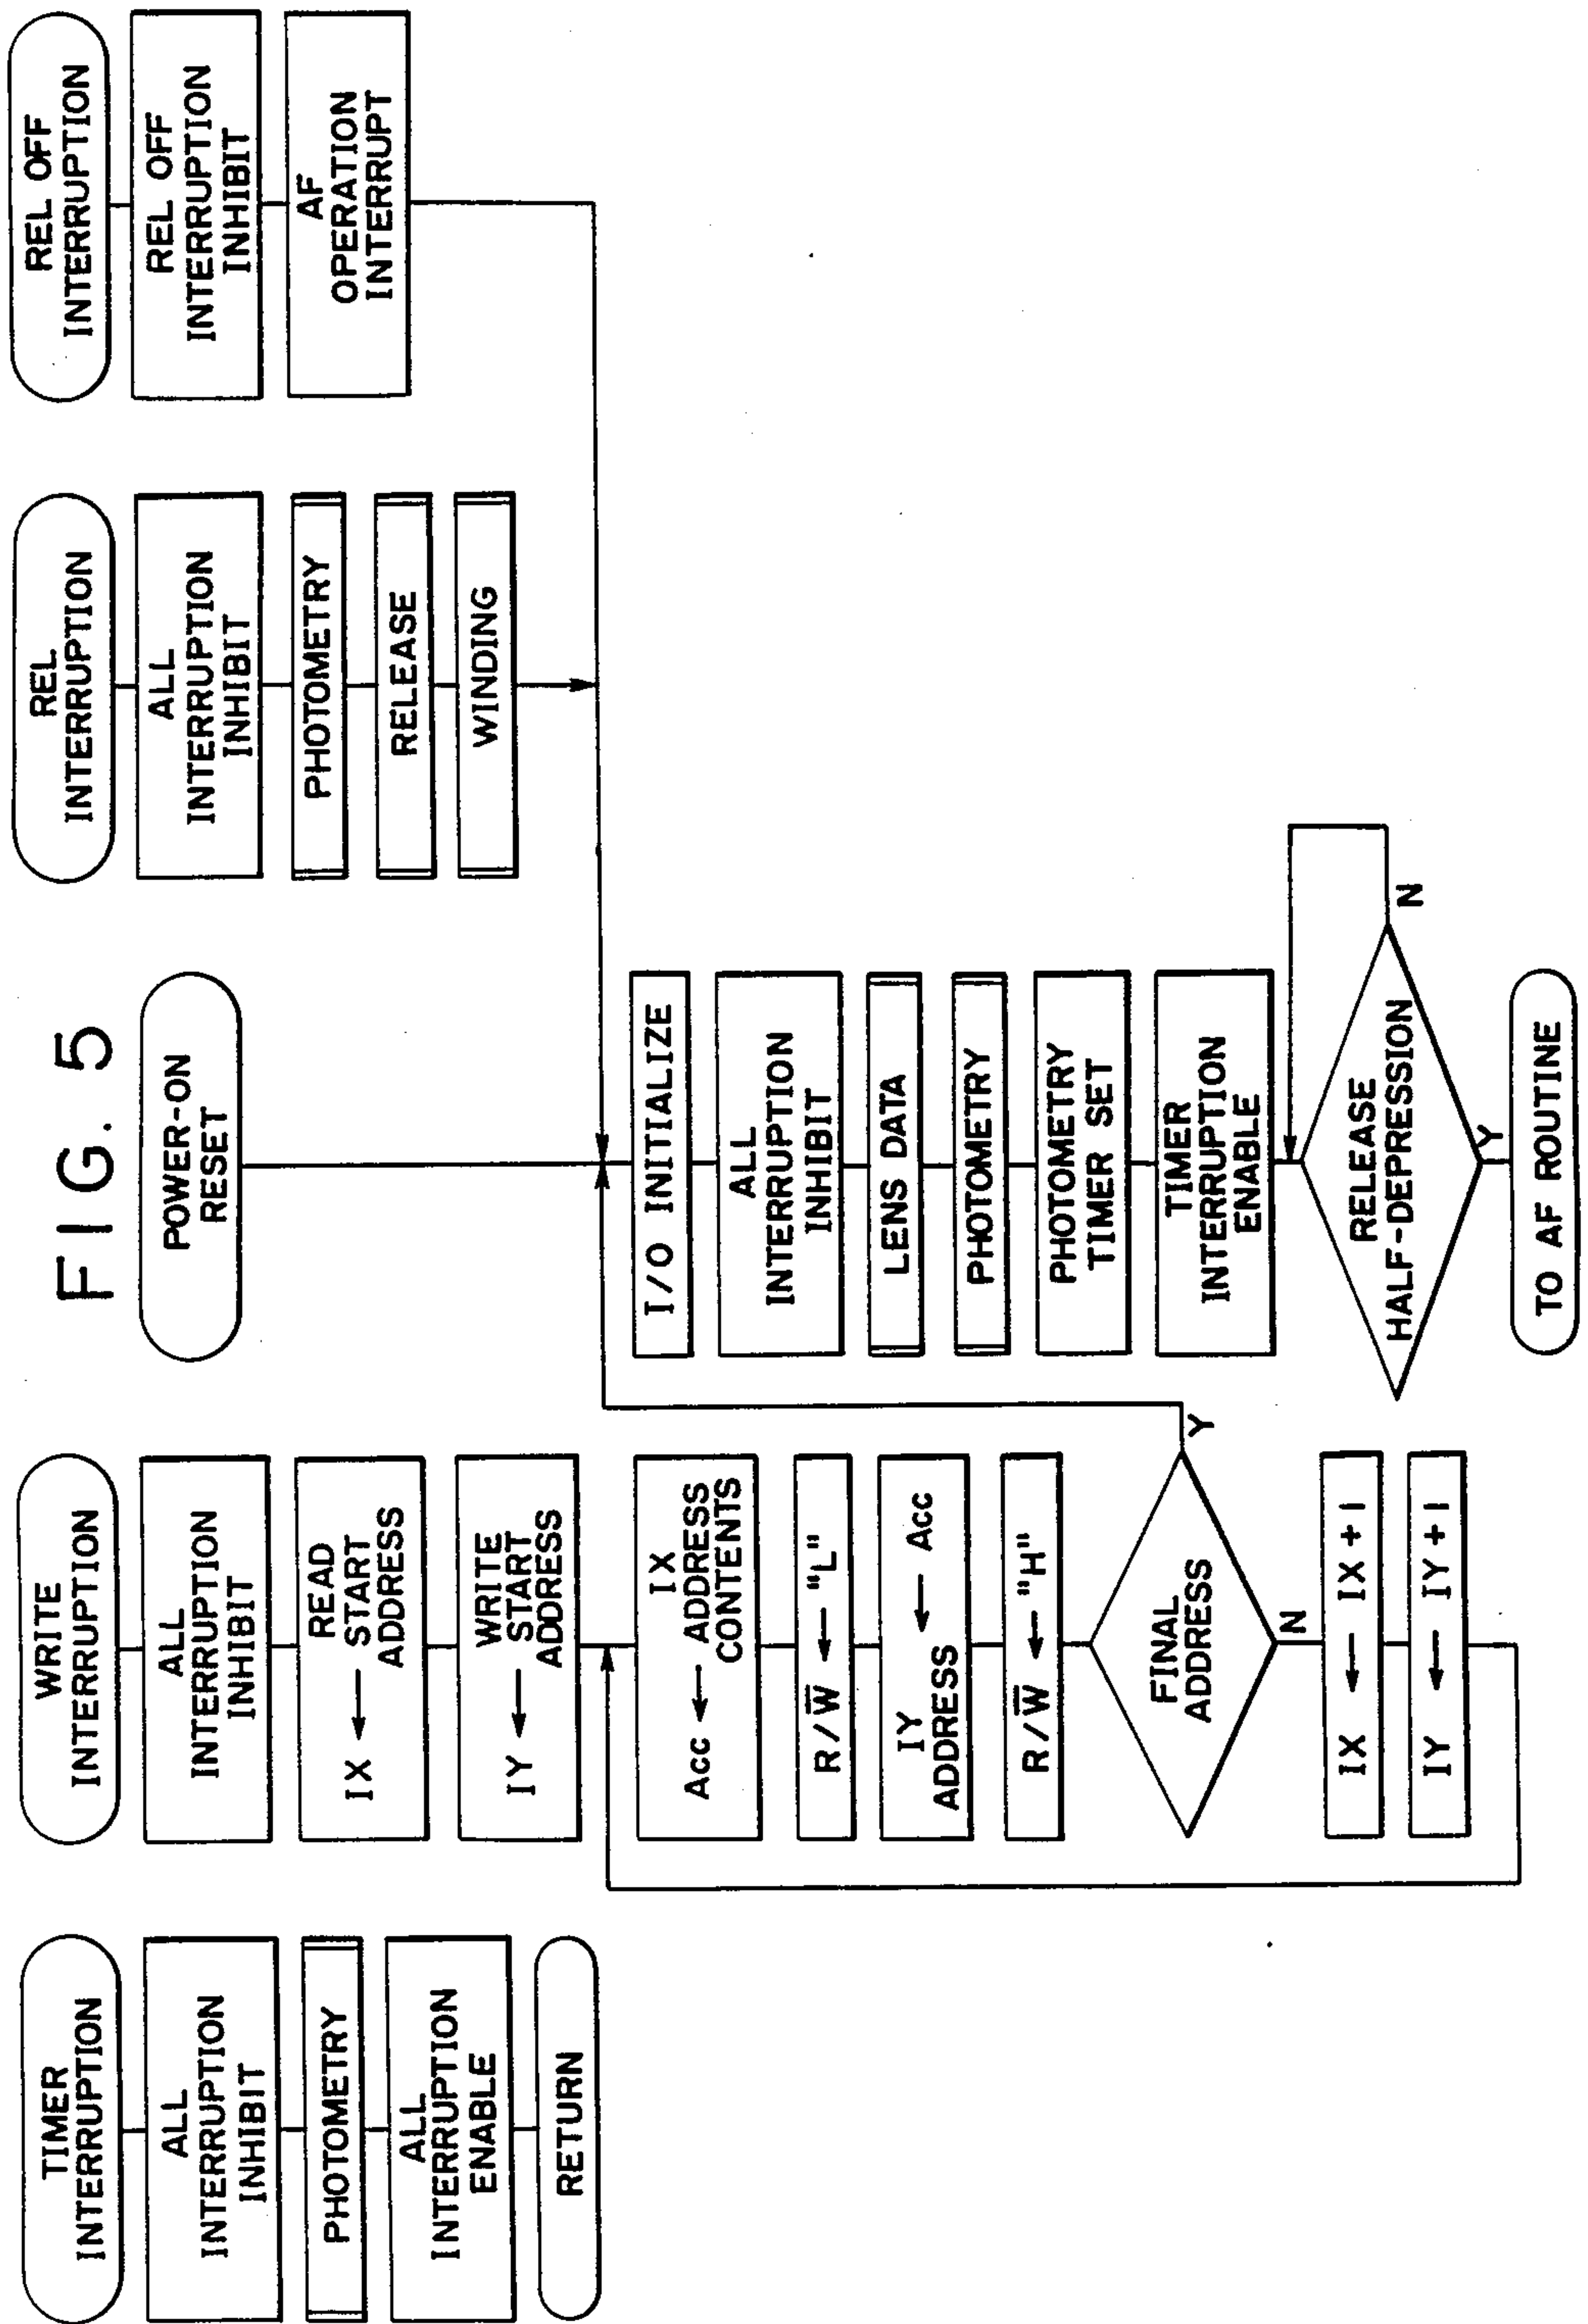 FIG. 5
TIMER
INTERRUPTION
ALL
INTERRUPTION
INHIBIT
PHOTOMETRY
ALL
INTERRUPTION
ENABLE
RETURN
WRITE
INTERRUPTION
ALL
INTERRUPTION
INHIBIT
READ
IX ← START
ADDRESS
WRITE
IY ← START
ADDRESS
IX
Acc ← ADDRESS
CONTENTS
R/W̅ ← "L"
IY
ADDRESS ← Acc
R/W̅ ← "H"
FINAL
ADDRESS
Y
N
IX ← IX + 1
IY ← IY + 1
POWER-ON
RESET
I/O INITIALIZE
ALL
INTERRUPTION
INHIBIT
LENS DATA
PHOTOMETRY
PHOTOMETRY
TIMER SET
TIMER
INTERRUPTION
ENABLE
RELEASE
HALF-DEPRESSION
N
Y
TO AF ROUTINE
REL
INTERRUPTION
ALL
INTERRUPTION
INHIBIT
PHOTOMETRY
RELEASE
WINDING
REL OFF
INTERRUPTION
REL OFF
INTERRUPTION
INHIBIT
AF
OPERATION
INTERRUPT